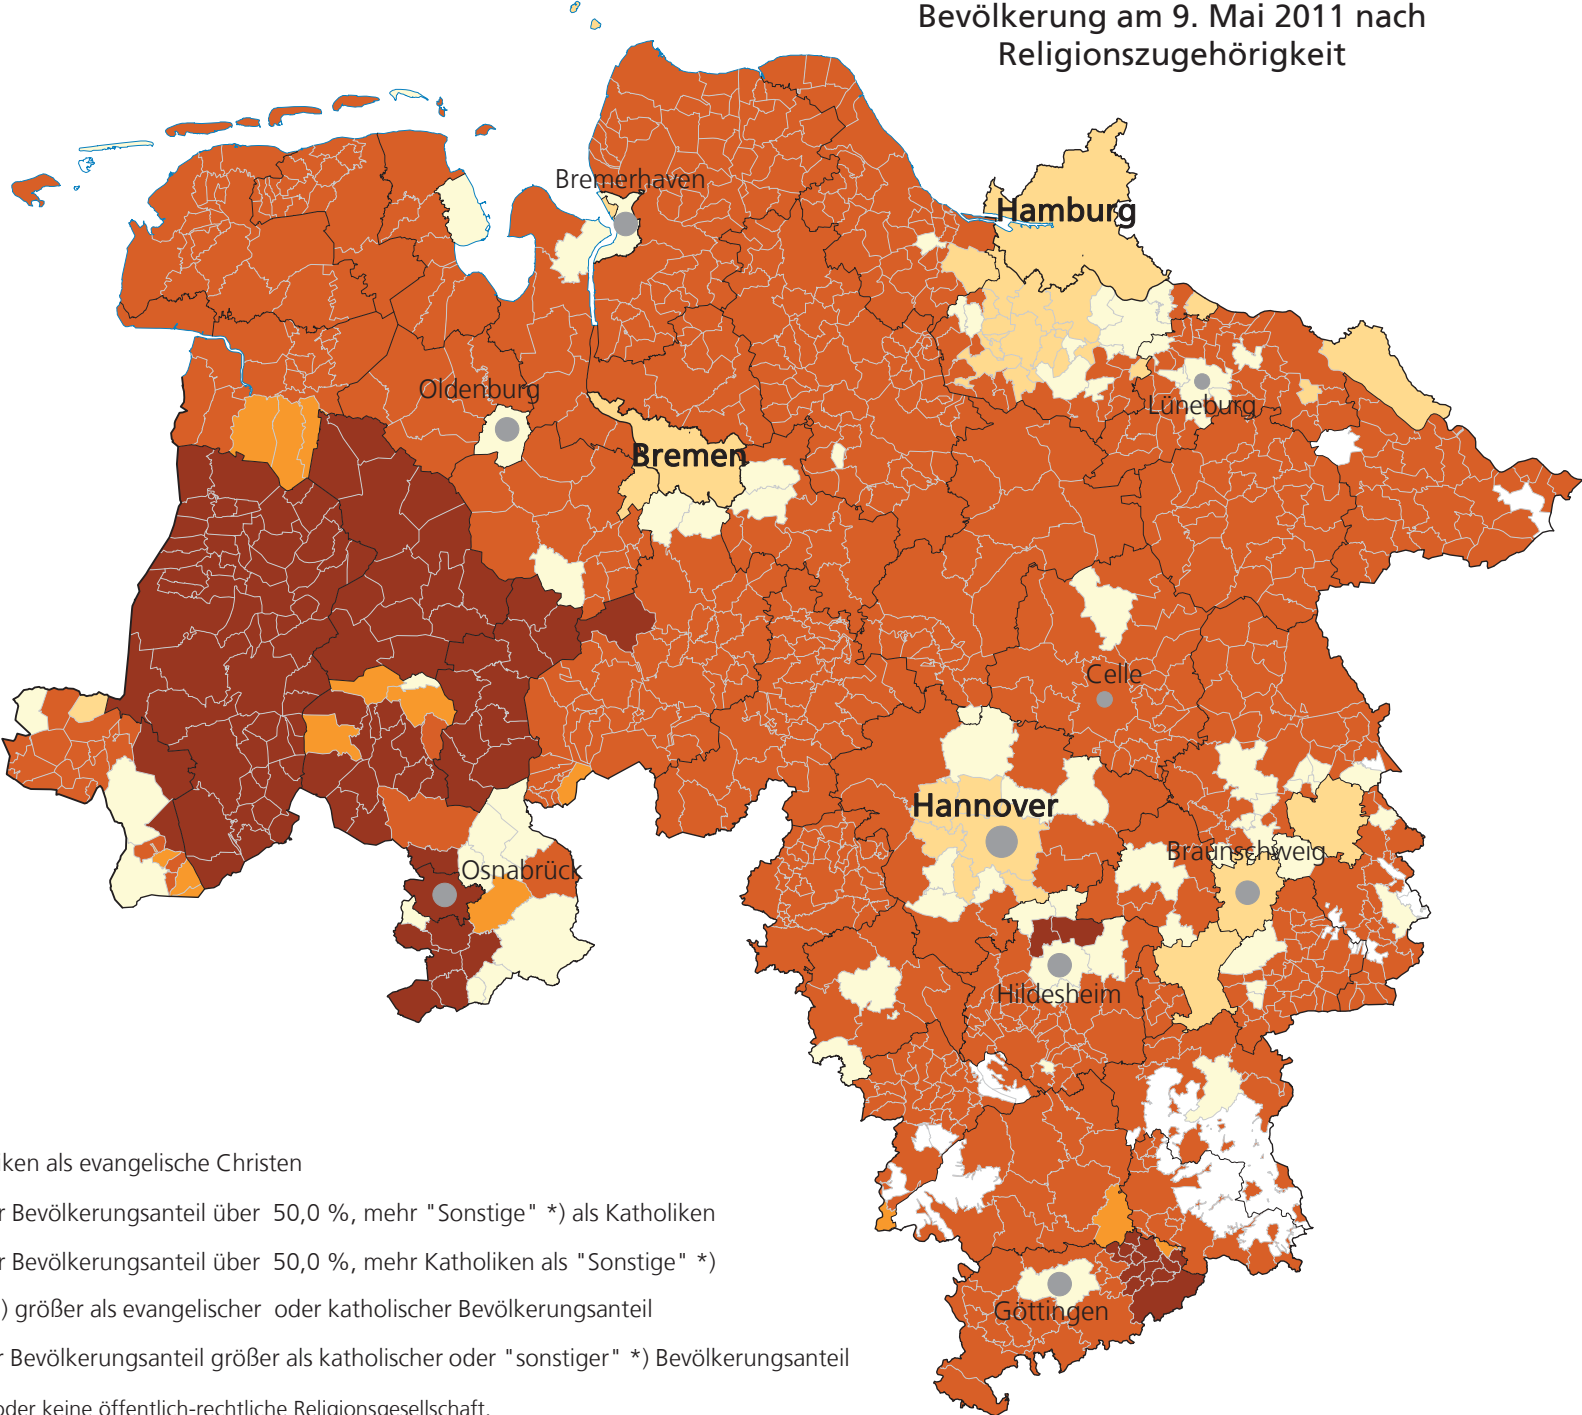 Bevölkerung am 9. Mai 2011 nach
Religionszugehörigkeit
Bremerhaven
Hamburg
Oldenburg
Lüneburg
Bremen
Celle
Hannover
Braunschweig
Osnabrück
Hildesheim
Göttingen
iken als evangelische Christen
r Bevölkerungsanteil über 50,0 %, mehr "Sonstige" *) als Katholiken
r Bevölkerungsanteil über 50,0 %, mehr Katholiken als "Sonstige" *)
) größer als evangelischer oder katholischer Bevölkerungsanteil
r Bevölkerungsanteil größer als katholischer oder "sonstiger" *) Bevölkerungsanteil
oder keine öffentlich-rechtliche Religionsgesellschaft.